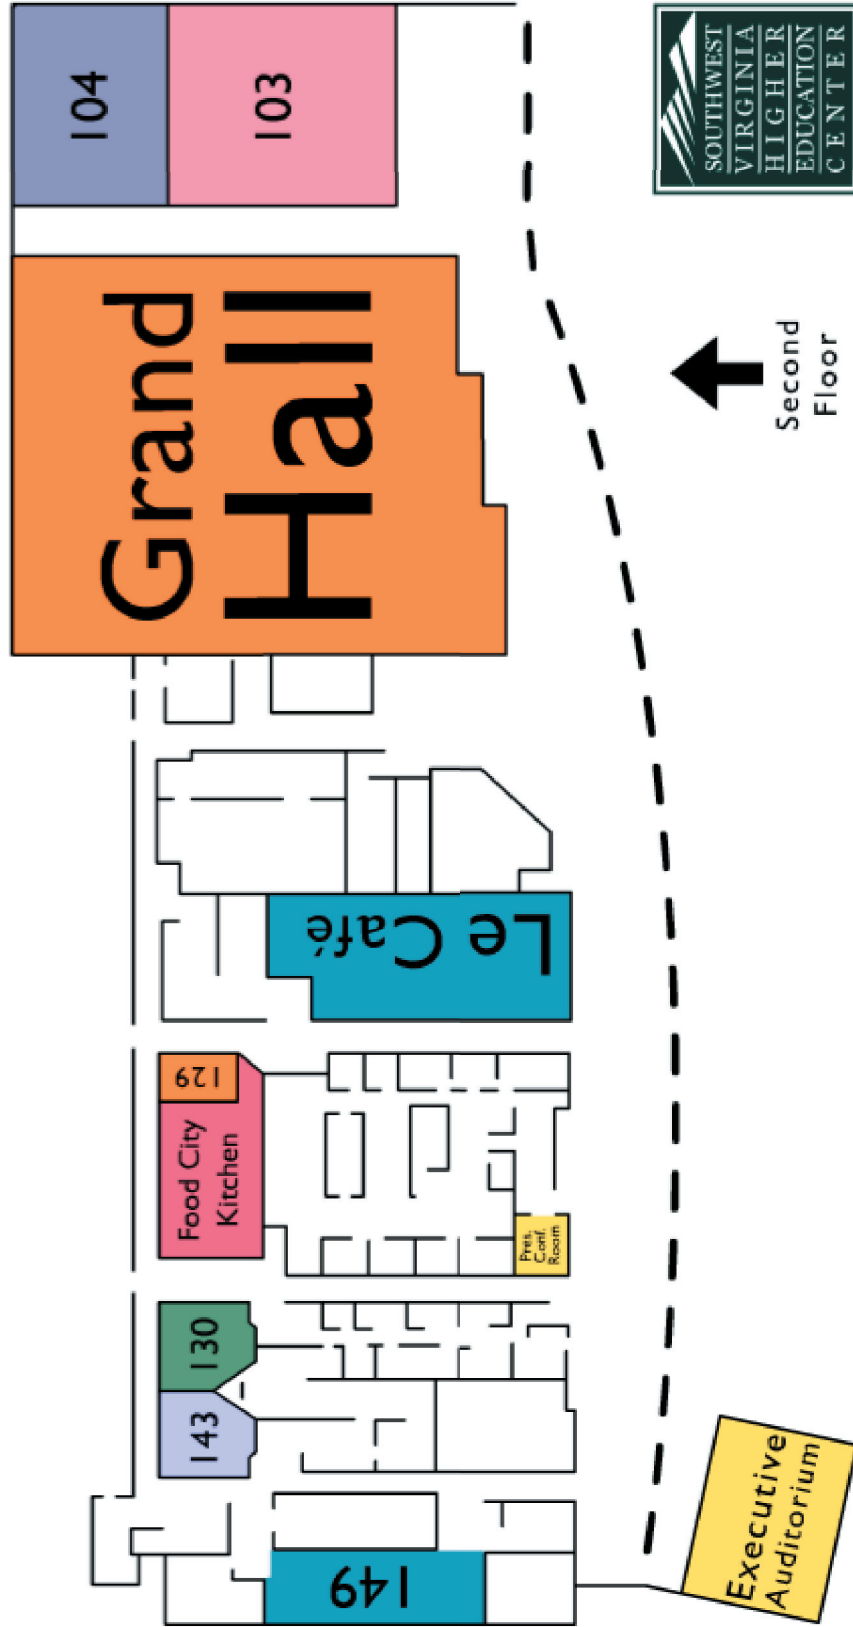 104
103
Grand
Hall
Le Café
129
Food City
Kitchen
Pres.
Conf.
Room
130
143
149
Executive
Auditorium
Second
Floor
SOUTHWEST
VIRGINIA
HIGHER
EDUCATION
CENTER